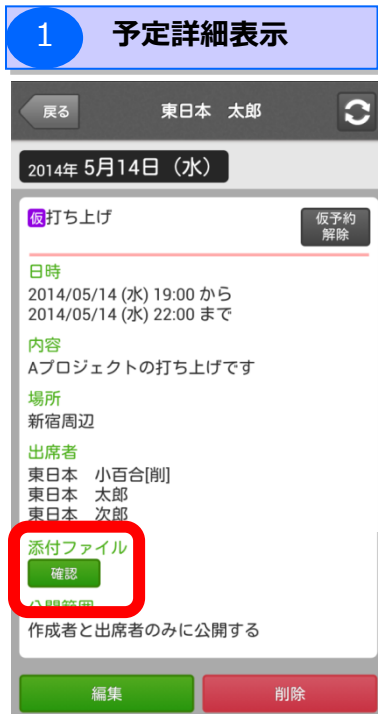 1 予定詳細表示
戻る 東日本 太郎
2014年 5月14日（水）
仮打ち上げ
仮予約
解除
日時
2014/05/14 (水) 19:00 から
2014/05/14 (水) 22:00 まで
内容
Aプロジェクトの打ち上げです
場所
新宿周辺
出席者
東日本 小百合[削]
東日本 太郎
東日本 次郎
添付ファイル
確認
公開範囲
作成者と出席者のみに公開する
編集 削除